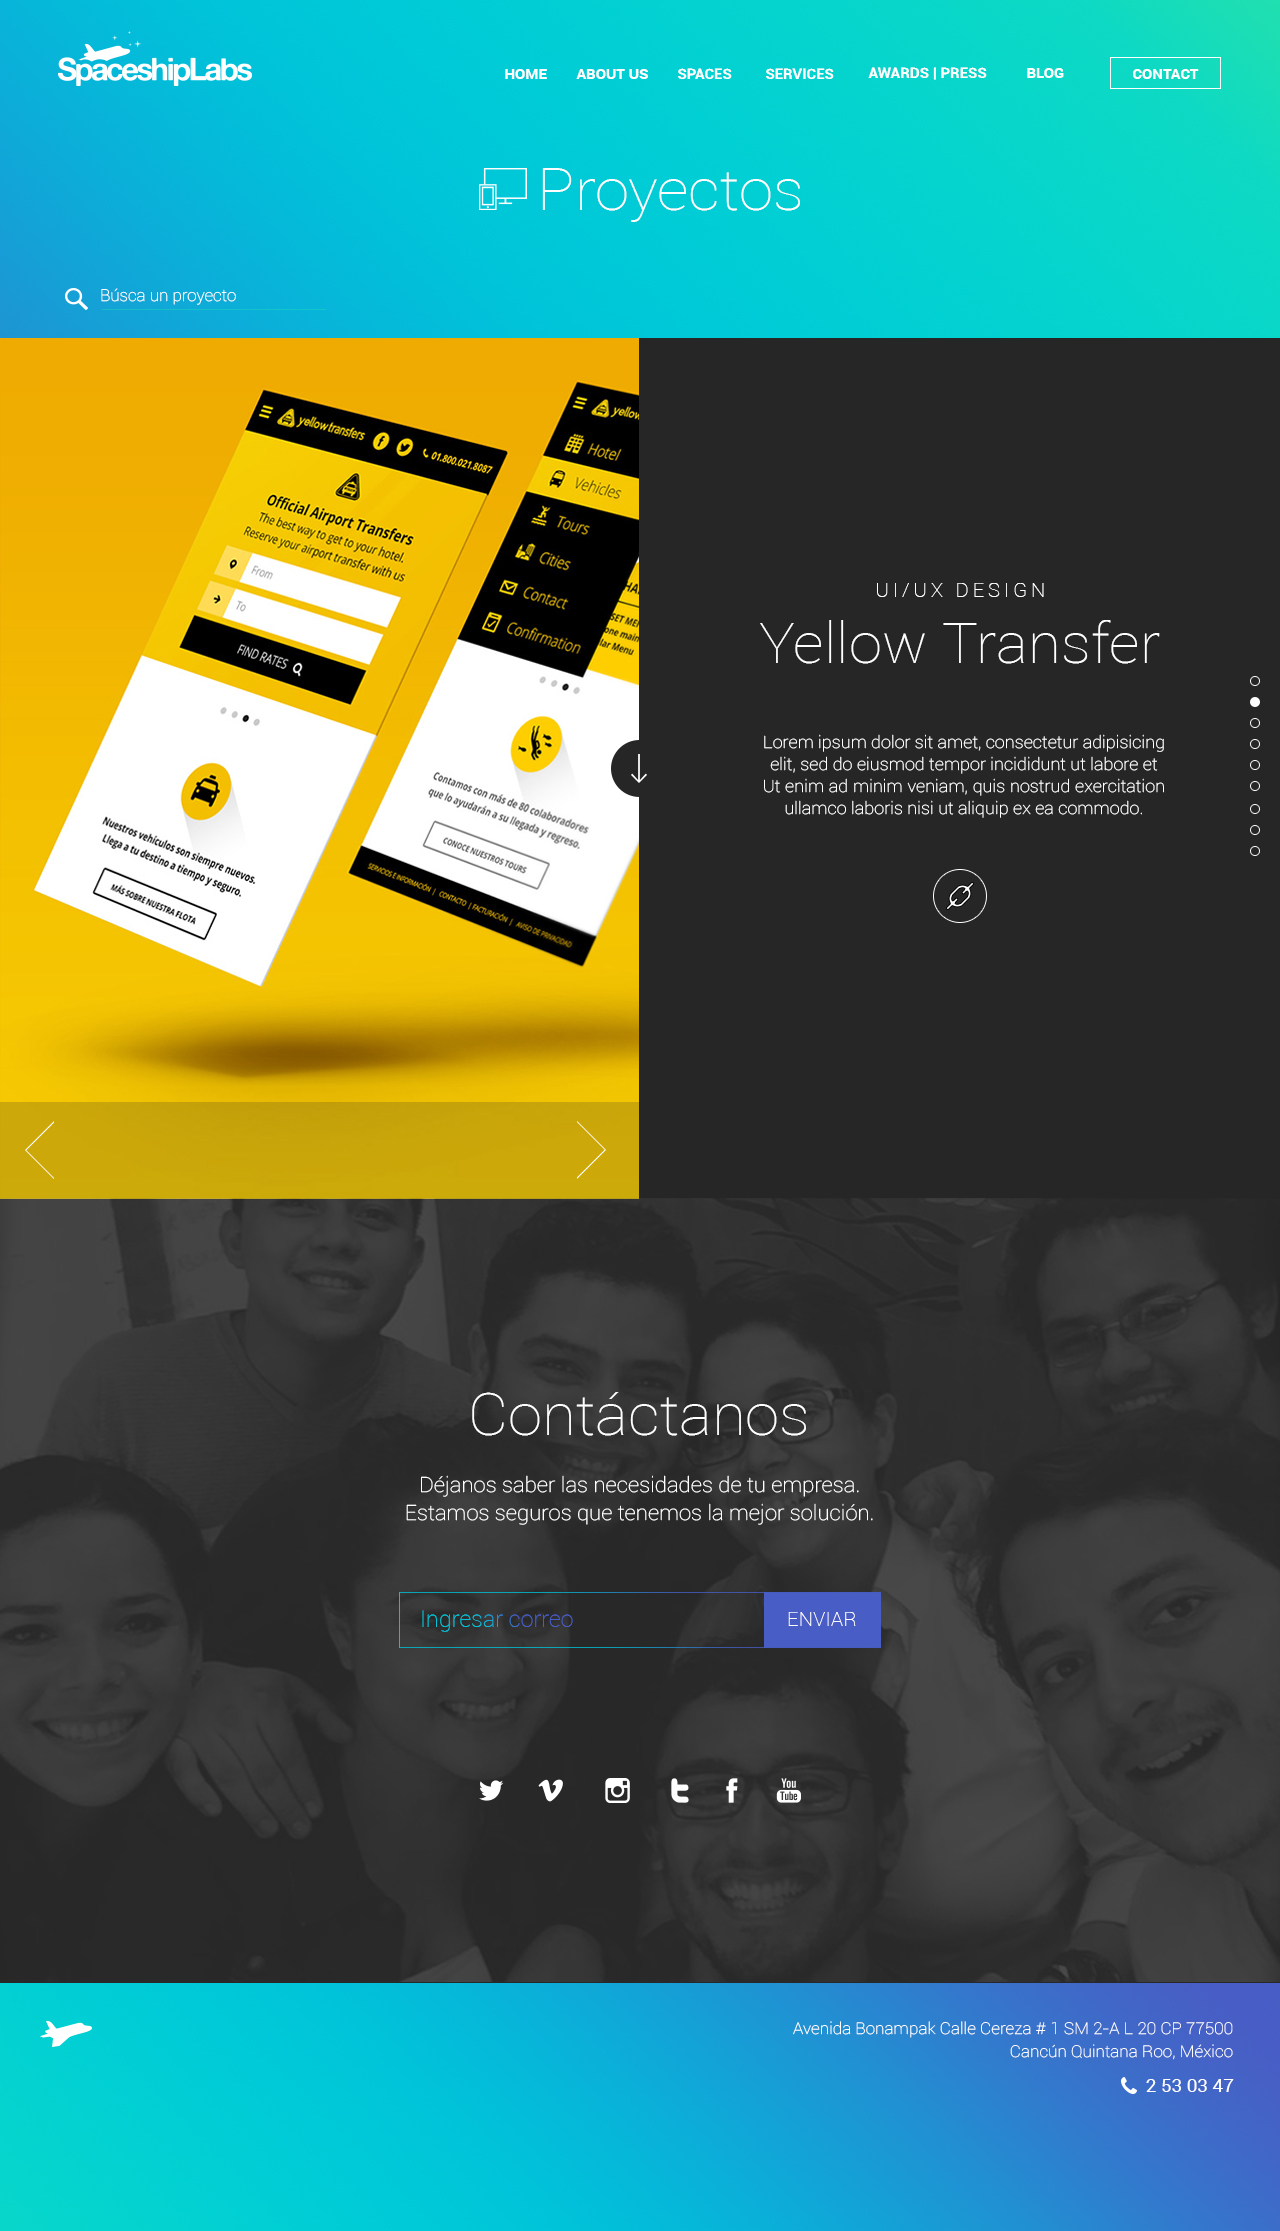 SpaceshipLabs
HOME ABOUT US SPACES SERVICES AWARDS | PRESS BLOG CONTACT
Proyectos
Búsca un proyecto
yellowtransfers 01.800.021.8087
Official Airport Transfers
The best way to get to your hotel.
Reserve your airport transfer with us
From
To
FIND RATES
Nuestros vehículos son siempre nuevos.
Llega a tu destino a tiempo y seguro.
MÁS SOBRE NUESTRA FLOTA
Hotel
Vehicles
Tours
Cities
Contact
Confirmation
Contamos con más de 80 colaboradores
que lo ayudarán a su llegada y regreso.
CONOCE NUESTROS TOURS
SERVICIOS E INFORMACIÓN | CONTACTO | FACTURACIÓN | AVISO DE PRIVACIDAD
UI/UX DESIGN
Yellow Transfer
Lorem ipsum dolor sit amet, consectetur adipisicing
elit, sed do eiusmod tempor incididunt ut labore et
Ut enim ad minim veniam, quis nostrud exercitation
ullamco laboris nisi ut aliquip ex ea commodo.
Contáctanos
Déjanos saber las necesidades de tu empresa.
Estamos seguros que tenemos la mejor solución.
Ingresar correo ENVIAR
You
Tube
Avenida Bonampak Calle Cereza # 1 SM 2-A L 20 CP 77500
Cancún Quintana Roo, México
2 53 03 47